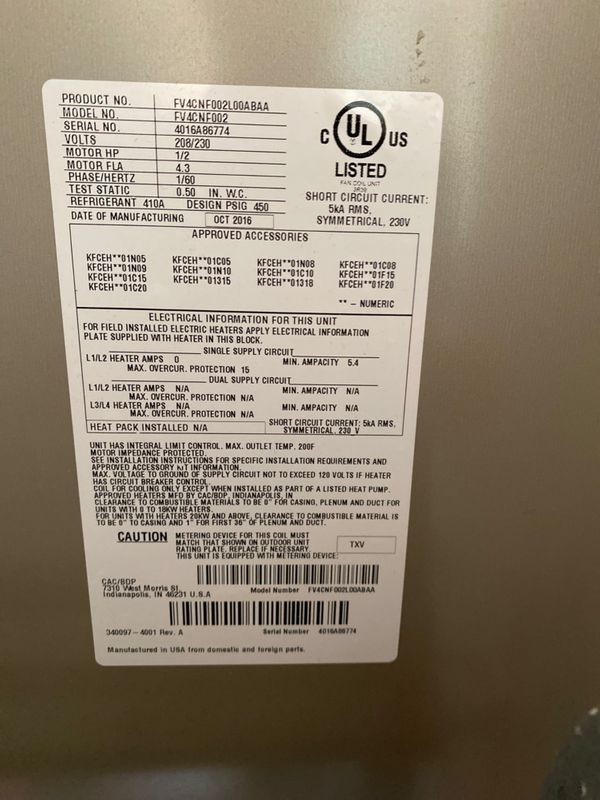 PRODUCT NO. FV4CNF002L00ABAA
MODEL NO. FV4CNF002
SERIAL NO. 4016A86774
VOLTS 208/230
MOTOR HP 1/2
MOTOR FLA 4.3
PHASE/HERTZ 1/60
TEST STATIC 0.50 IN. W.C.
REFRIGERANT 410A DESIGN PSIG 450
DATE OF MANUFACTURING OCT 2016
C UL US
LISTED
FAN COIL UNIT
SHORT CIRCUIT CURRENT:
5kA RMS,
SYMMETRICAL, 230V
APPROVED ACCESSORIES
KFCEH**01N05 KFCEH**01C05 KFCEH**01N08 KFCEH**01C08
KFCEH**01N09 KFCEH**01N10 KFCEH**01C10 KFCEH**01F15
KFCEH**01C15 KFCEH**01315 KFCEH**01318 KFCEH**01F20
KFCEH**01C20
** - NUMERIC
ELECTRICAL INFORMATION FOR THIS UNIT
FOR FIELD INSTALLED ELECTRIC HEATERS APPLY ELECTRICAL INFORMATION
PLATE SUPPLIED WITH HEATER IN THIS BLOCK.
SINGLE SUPPLY CIRCUIT
L1/L2 HEATER AMPS 0 MIN. AMPACITY 5.4
MAX. OVERCUR. PROTECTION 15
DUAL SUPPLY CIRCUIT
L1/L2 HEATER AMPS N/A MIN. AMPACITY N/A
MAX. OVERCUR. PROTECTION N/A
L3/L4 HEATER AMPS N/A MIN. AMPACITY N/A
MAX. OVERCUR. PROTECTION N/A
HEAT PACK INSTALLED N/A SHORT CIRCUIT CURRENT: 5kA RMS,
SYMMETRICAL, 230 V
UNIT HAS INTEGRAL LIMIT CONTROL. MAX. OUTLET TEMP. 200F
MOTOR IMPEDANCE PROTECTED.
SEE INSTALLATION INSTRUCTIONS FOR SPECIFIC INSTALLATION REQUIREMENTS AND
APPROVED ACCESSORY KIT INFORMATION.
MAX. VOLTAGE TO GROUND OF SUPPLY CIRCUIT NOT TO EXCEED 120 VOLTS IF HEATER
HAS CIRCUIT BREAKER CONTROL.
COIL FOR COOLING ONLY EXCEPT WHEN INSTALLED AS PART OF A LISTED HEAT PUMP.
APPROVED HEATERS MFD BY CAC/BDP, INDIANAPOLIS, IN
CLEARANCE TO COMBUSTIBLE MATERIALS TO BE 0" FOR CASING, PLENUM AND DUCT FOR
UNITS WITH 0 TO 18KW HEATERS.
FOR UNITS WITH HEATERS 20KW AND ABOVE, CLEARANCE TO COMBUSTIBLE MATERIAL IS
TO BE 0" TO CASING AND 1" FOR FIRST 36" OF PLENUM AND DUCT.
CAUTION METERING DEVICE FOR THIS COIL MUST
MATCH THAT SHOWN ON OUTDOOR UNIT
RATING PLATE. REPLACE IF NECESSARY
THIS UNIT IS EQUIPPED WITH METERING DEVICE: TXV
CAC/BDP
7310 West Morris St.
Indianapolis, IN 46231 U.S.A
Model Number FV4CNF002L00ABAA
340097-4001 Rev. A Serial Number 4016A86774
Manufactured in USA from domestic and foreign parts.